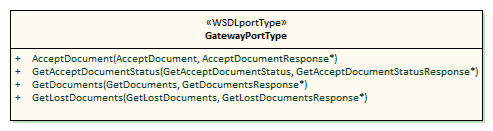 «WSDLportType»
GatewayPortType
+ AcceptDocument(AcceptDocument, AcceptDocumentResponse*)
+ GetAcceptDocumentStatus(GetAcceptDocumentStatus, GetAcceptDocumentStatusResponse*)
+ GetDocuments(GetDocuments, GetDocumentsResponse*)
+ GetLostDocuments(GetLostDocuments, GetLostDocumentsResponse*)